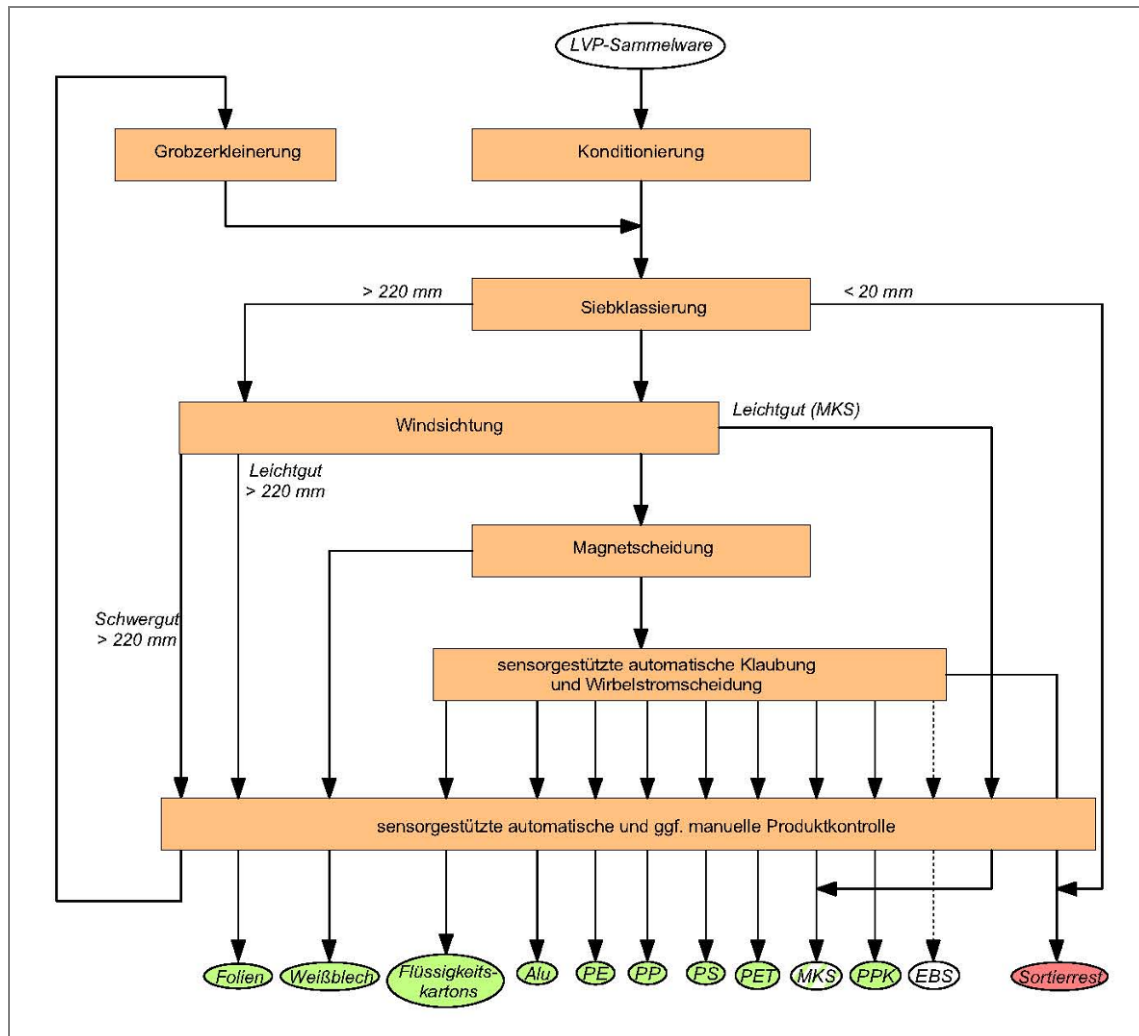 LVP-Sammelware
Grobzerkleinerung
Konditionierung
> 220 mm
< 20 mm
Siebklassierung
Leichtgut (MKS)
Windsichtung
Leichtgut
> 220 mm
Magnetscheidung
Schwergut
> 220 mm
sensorgestützte automatische Klaubung
und Wirbelstromscheidung
sensorgestützte automatische und ggf. manuelle Produktkontrolle
Folien
Weißblech
Flüssigkeits-
kartons
Alu
PE
PP
PS
PET
MKS
PPK
EBS
Sortierrest